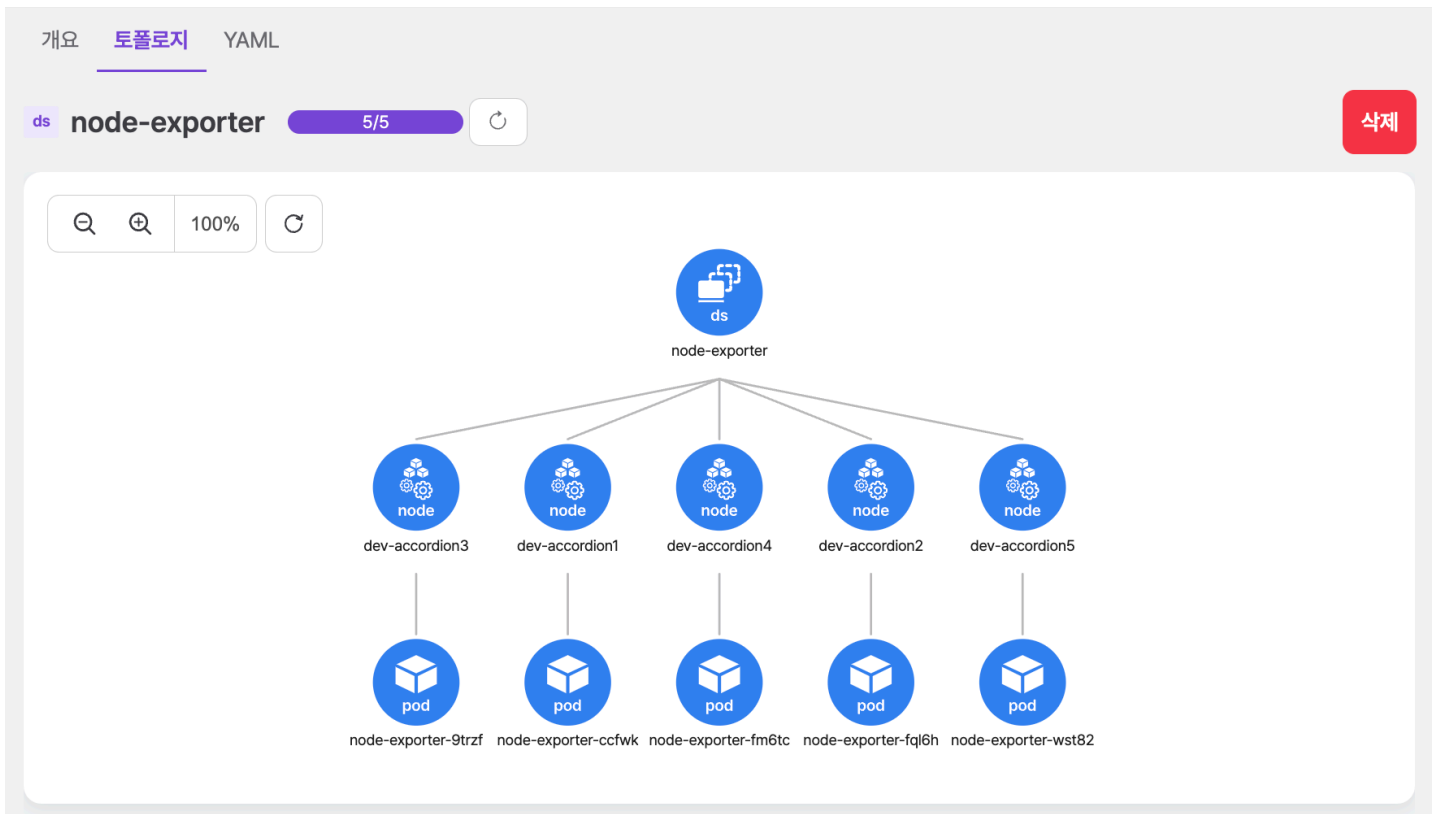 개요 토폴로지 YAML
ds node-exporter 5/5 삭제
100%
ds
node-exporter
node node node node node
dev-accordion3 dev-accordion1 dev-accordion4 dev-accordion2 dev-accordion5
pod pod pod pod pod
node-exporter-9trzf node-exporter-ccfwk node-exporter-fm6tc node-exporter-fql6h node-exporter-wst82